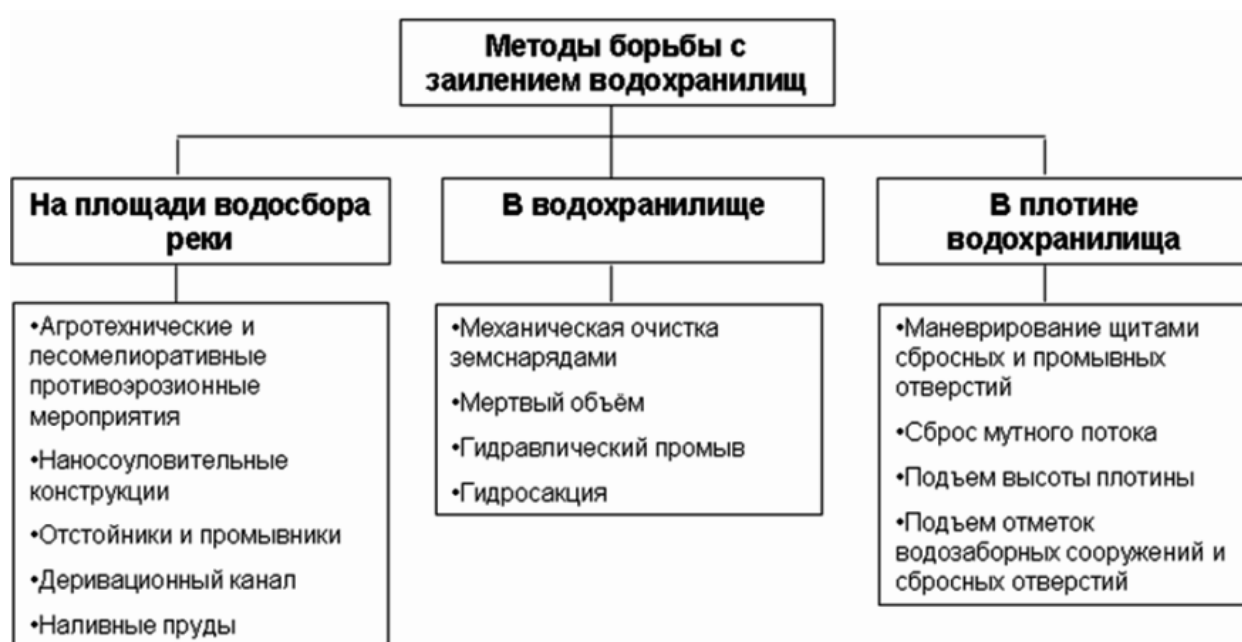 Методы борьбы с
заилением водохранилищ
На площади водосбора
реки
•Агротехнические и
лесомелиоративные
противоэрозионные
мероприятия
•Наносоуловительные
конструкции
•Отстойники и промывники
•Деривационный канал
•Наливные пруды
В водохранилище
•Механическая очистка
земснарядами
•Мертвый объём
•Гидравлический промыв
•Гидросакция
В плотине
водохранилища
•Маневрирование щитами
сбросных и промывных
отверстий
•Сброс мутного потока
•Подъем высоты плотины
•Подъем отметок
водозаборных сооружений и
сбросных отверстий